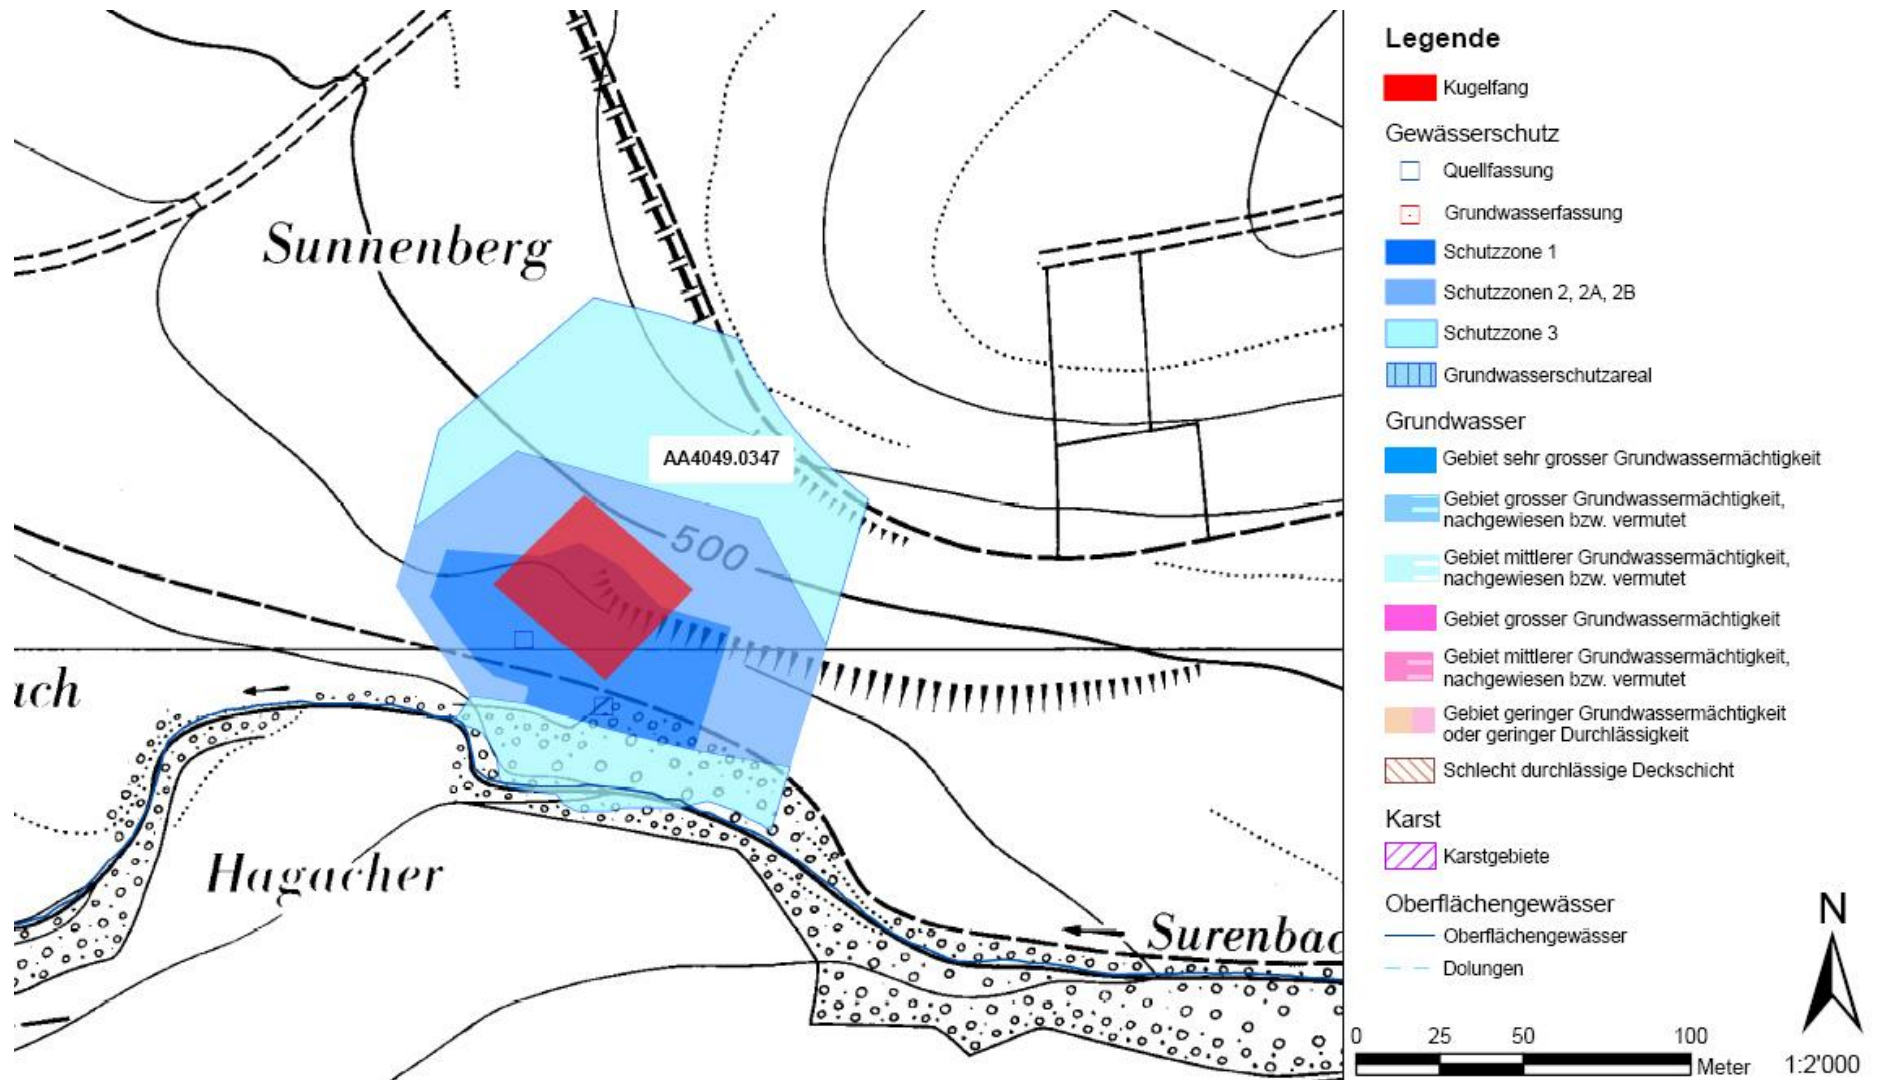 Sunnenberg
AA4049.0347
500
ach
Hagacher
Surenbac
Legende
Kugelfang
Gewässerschutz
Quellfassung
Grundwasserfassung
Schutzzone 1
Schutzzonen 2, 2A, 2B
Schutzzone 3
Grundwasserschutzareal
Grundwasser
Gebiet sehr grosser Grundwassermächtigkeit
Gebiet grosser Grundwassermächtigkeit,
nachgewiesen bzw. vermutet
Gebiet mittlerer Grundwassermächtigkeit,
nachgewiesen bzw. vermutet
Gebiet grosser Grundwassermächtigkeit
Gebiet mittlerer Grundwassermächtigkeit,
nachgewiesen bzw. vermutet
Gebiet geringer Grundwassermächtigkeit
oder geringer Durchlässigkeit
Schlecht durchlässige Deckschicht
Karst
Karstgebiete
Oberflächengewässer
Oberflächengewässer
Dolungen
N
0 25 50 100
Meter
1:2'000